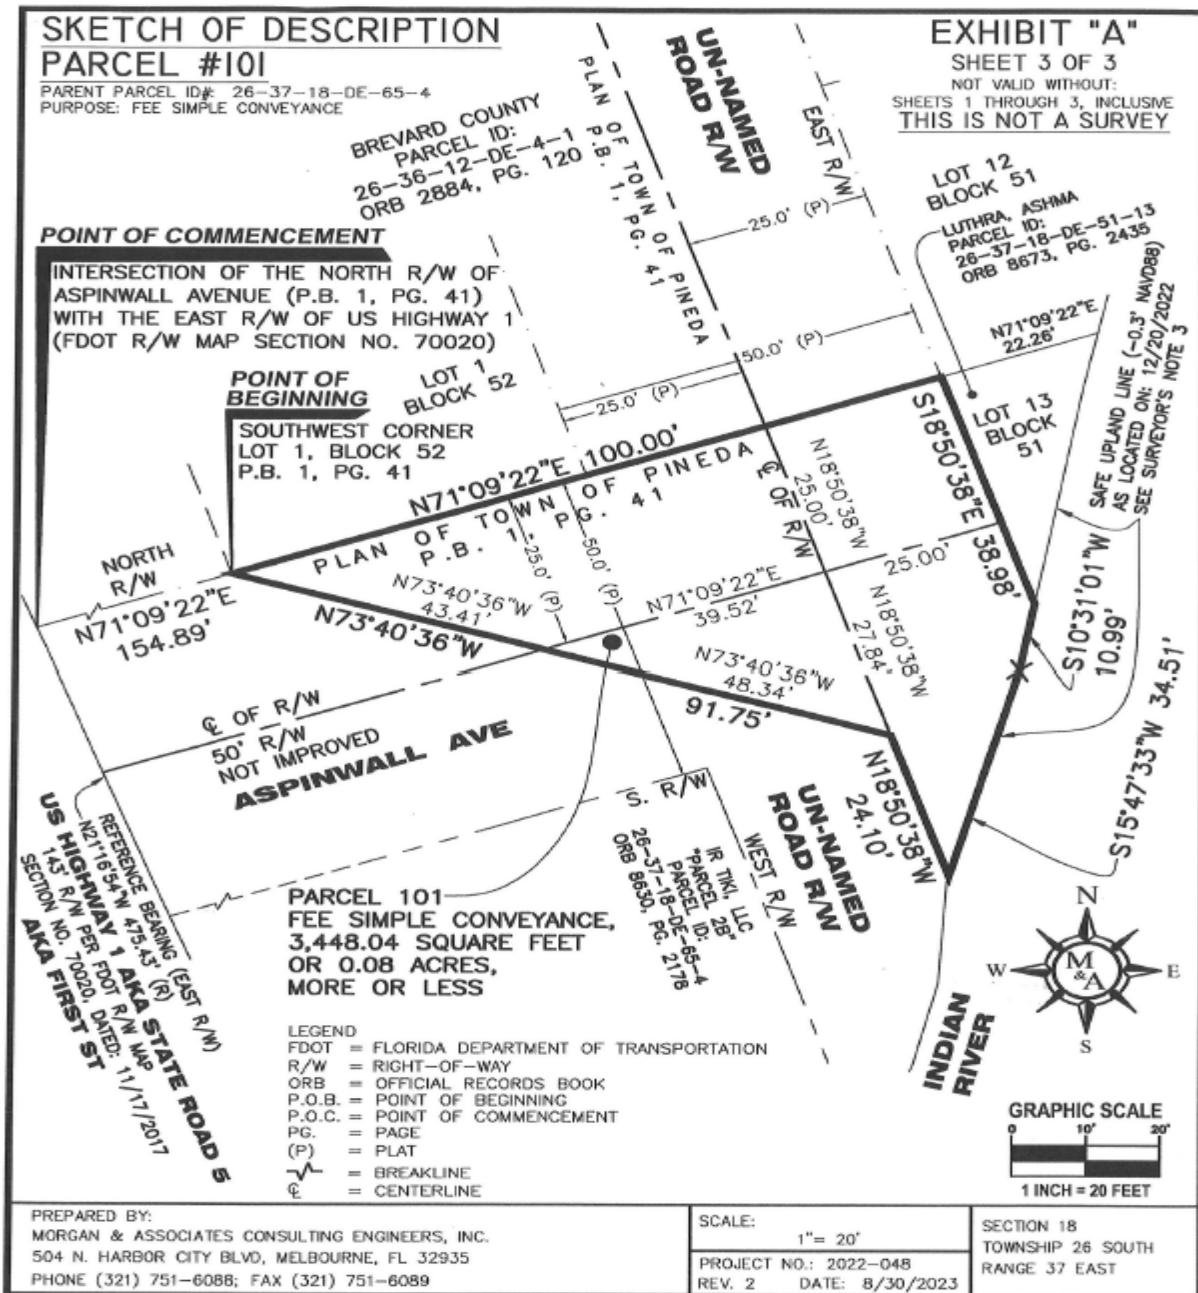 SKETCH OF DESCRIPTION
PARCEL #101
PARENT PARCEL ID#: 26-37-18-DE-65-4
PURPOSE: FEE SIMPLE CONVEYANCE
EXHIBIT "A"
SHEET 3 OF 3
NOT VALID WITHOUT:
SHEETS 1 THROUGH 3, INCLUSIVE
THIS IS NOT A SURVEY
BREVARD COUNTY
PARCEL ID:
26-36-12-DE-4-1
ORB 2884, PG. 120
PLAN OF TOWN OF PINEDA
P.B. 1, PG. 41
UN-NAMED
ROAD R/W
EAST R/W
25.0' (P)
LOT 12
BLOCK 51
LUTHRA, ASHMA
PARCEL ID:
26-37-18-DE-51-13
ORB 8673, PG. 2435
POINT OF COMMENCEMENT
INTERSECTION OF THE NORTH R/W OF
ASPINWALL AVENUE (P.B. 1, PG. 41)
WITH THE EAST R/W OF US HIGHWAY 1
(FDOT R/W MAP SECTION NO. 70020)
POINT OF
BEGINNING
SOUTHWEST CORNER
LOT 1, BLOCK 52
P.B. 1, PG. 41
LOT 1
BLOCK 52
50.0' (P)
25.0' (P)
N71°09'22"E
22.26'
SAFE UPLAND LINE (-0.3' NAVD88)
AS LOCATED ON: 12/20/2022
SEE SURVEYOR'S NOTE 3
LOT 13
BLOCK
51
N71°09'22"E 100.00'
PLAN OF TOWN OF PINEDA
P.B. 1 PG. 41
S18°50'38"E 38.98'
N18°50'38"W
25.00'
℄ OF R/W
25.0' (P)
50.0' (P)
NORTH
R/W
N71°09'22"E
154.89'
N73°40'36"W
43.41'
N73°40'36"W
N71°09'22"E
39.52'
25.00'
N18°50'38"W
27.84'
N73°40'36"W
48.34'
91.75'
S10°31'01"W
10.99'
S15°47'33"W 34.51'
N18°50'38"W
24.10'
℄ OF R/W
50' R/W
NOT IMPROVED
ASPINWALL AVE
S. R/W
UN-NAMED
ROAD R/W
WEST R/W
IR TIKI, LLC
"PARCEL 2B"
PARCEL ID:
26-37-18-DE-65-4
ORB 8630, PG. 2178
REFERENCE BEARING (EAST R/W)
N21°16'54"W 475.43' (R)
US HIGHWAY 1 AKA STATE ROAD 5
143' R/W PER FDOT R/W MAP
SECTION NO. 70020, DATED: 11/17/2017
AKA FIRST ST
PARCEL 101
FEE SIMPLE CONVEYANCE,
3,448.04 SQUARE FEET
OR 0.08 ACRES,
MORE OR LESS
INDIAN
RIVER
N
W
E
S
M
&
A
LEGEND
FDOT = FLORIDA DEPARTMENT OF TRANSPORTATION
R/W = RIGHT-OF-WAY
ORB = OFFICIAL RECORDS BOOK
P.O.B. = POINT OF BEGINNING
P.O.C. = POINT OF COMMENCEMENT
PG. = PAGE
(P) = PLAT
= BREAKLINE
℄ = CENTERLINE
GRAPHIC SCALE
0 10' 20'
1 INCH = 20 FEET
PREPARED BY:
MORGAN & ASSOCIATES CONSULTING ENGINEERS, INC.
504 N. HARBOR CITY BLVD, MELBOURNE, FL 32935
PHONE (321) 751-6088; FAX (321) 751-6089
SCALE:
1"= 20'
PROJECT NO.: 2022-048
REV. 2 DATE: 8/30/2023
SECTION 18
TOWNSHIP 26 SOUTH
RANGE 37 EAST